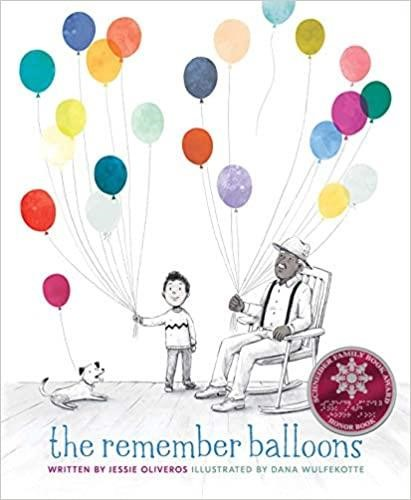 the remember balloons
WRITTEN BY JESSIE OLIVEROS ILLUSTRATED BY DANA WULFEKOTTE
SCHNEIDER FAMILY BOOK AWARD
HONOR BOOK